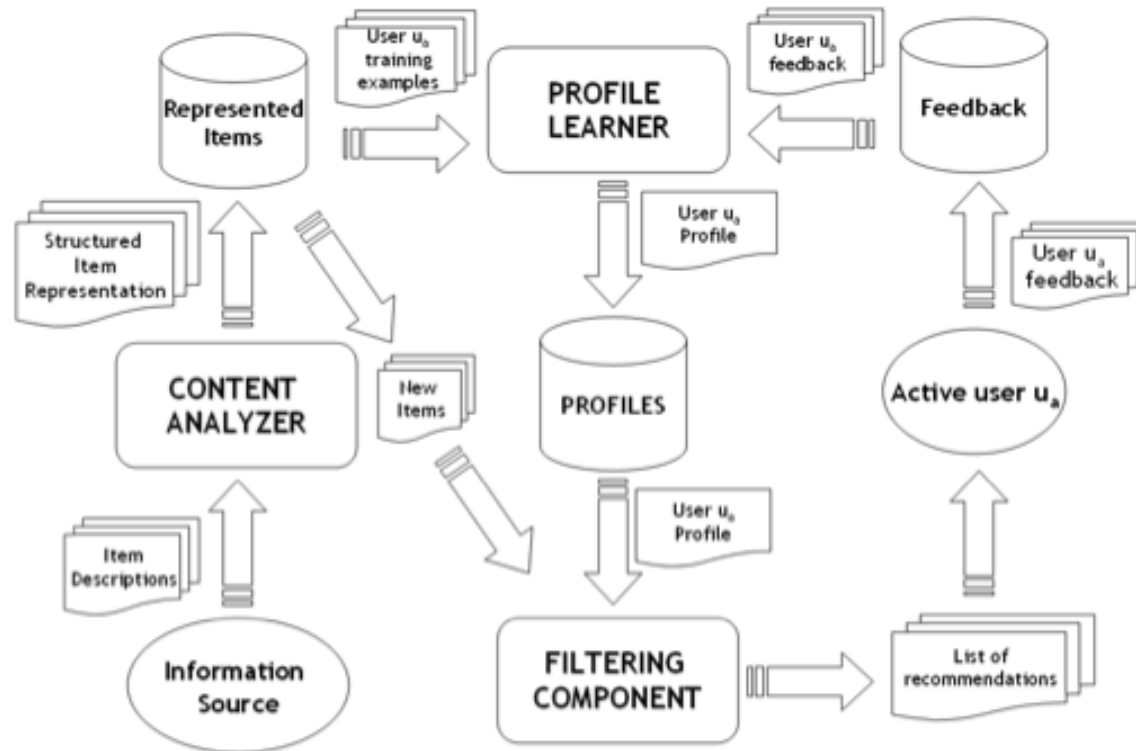 User uₐ
training
examples
User uₐ
feedback
Represented
Items
PROFILE
LEARNER
Feedback
Structured
Item
Representation
User uₐ
Profile
User uₐ
feedback
CONTENT
ANALYZER
New
Items
PROFILES
Active user uₐ
Item
Descriptions
User uₐ
Profile
Information
Source
FILTERING
COMPONENT
List of
recommendations